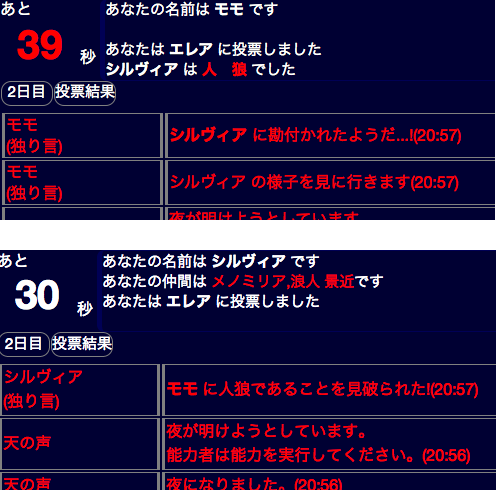 あと
39 秒
あなたの名前は モモ です
あなたは エレア に投票しました
シルヴィア は 人　狼 でした
2日目 投票結果
モモ
(独り言)
シルヴィア に勘付かれたようだ...!(20:57)
モモ
(独り言)
シルヴィア の様子を見に行きます(20:57)
夜が明けようとしています。
あと
30 秒
あなたの名前は シルヴィア です
あなたの仲間は メノミリア,浪人 景近です
あなたは エレア に投票しました
2日目 投票結果
シルヴィア
(独り言)
モモ に人狼であることを見破られた!(20:57)
天の声
夜が明けようとしています。
能力者は能力を実行してください。(20:56)
天の声
夜になりました。(20:56)